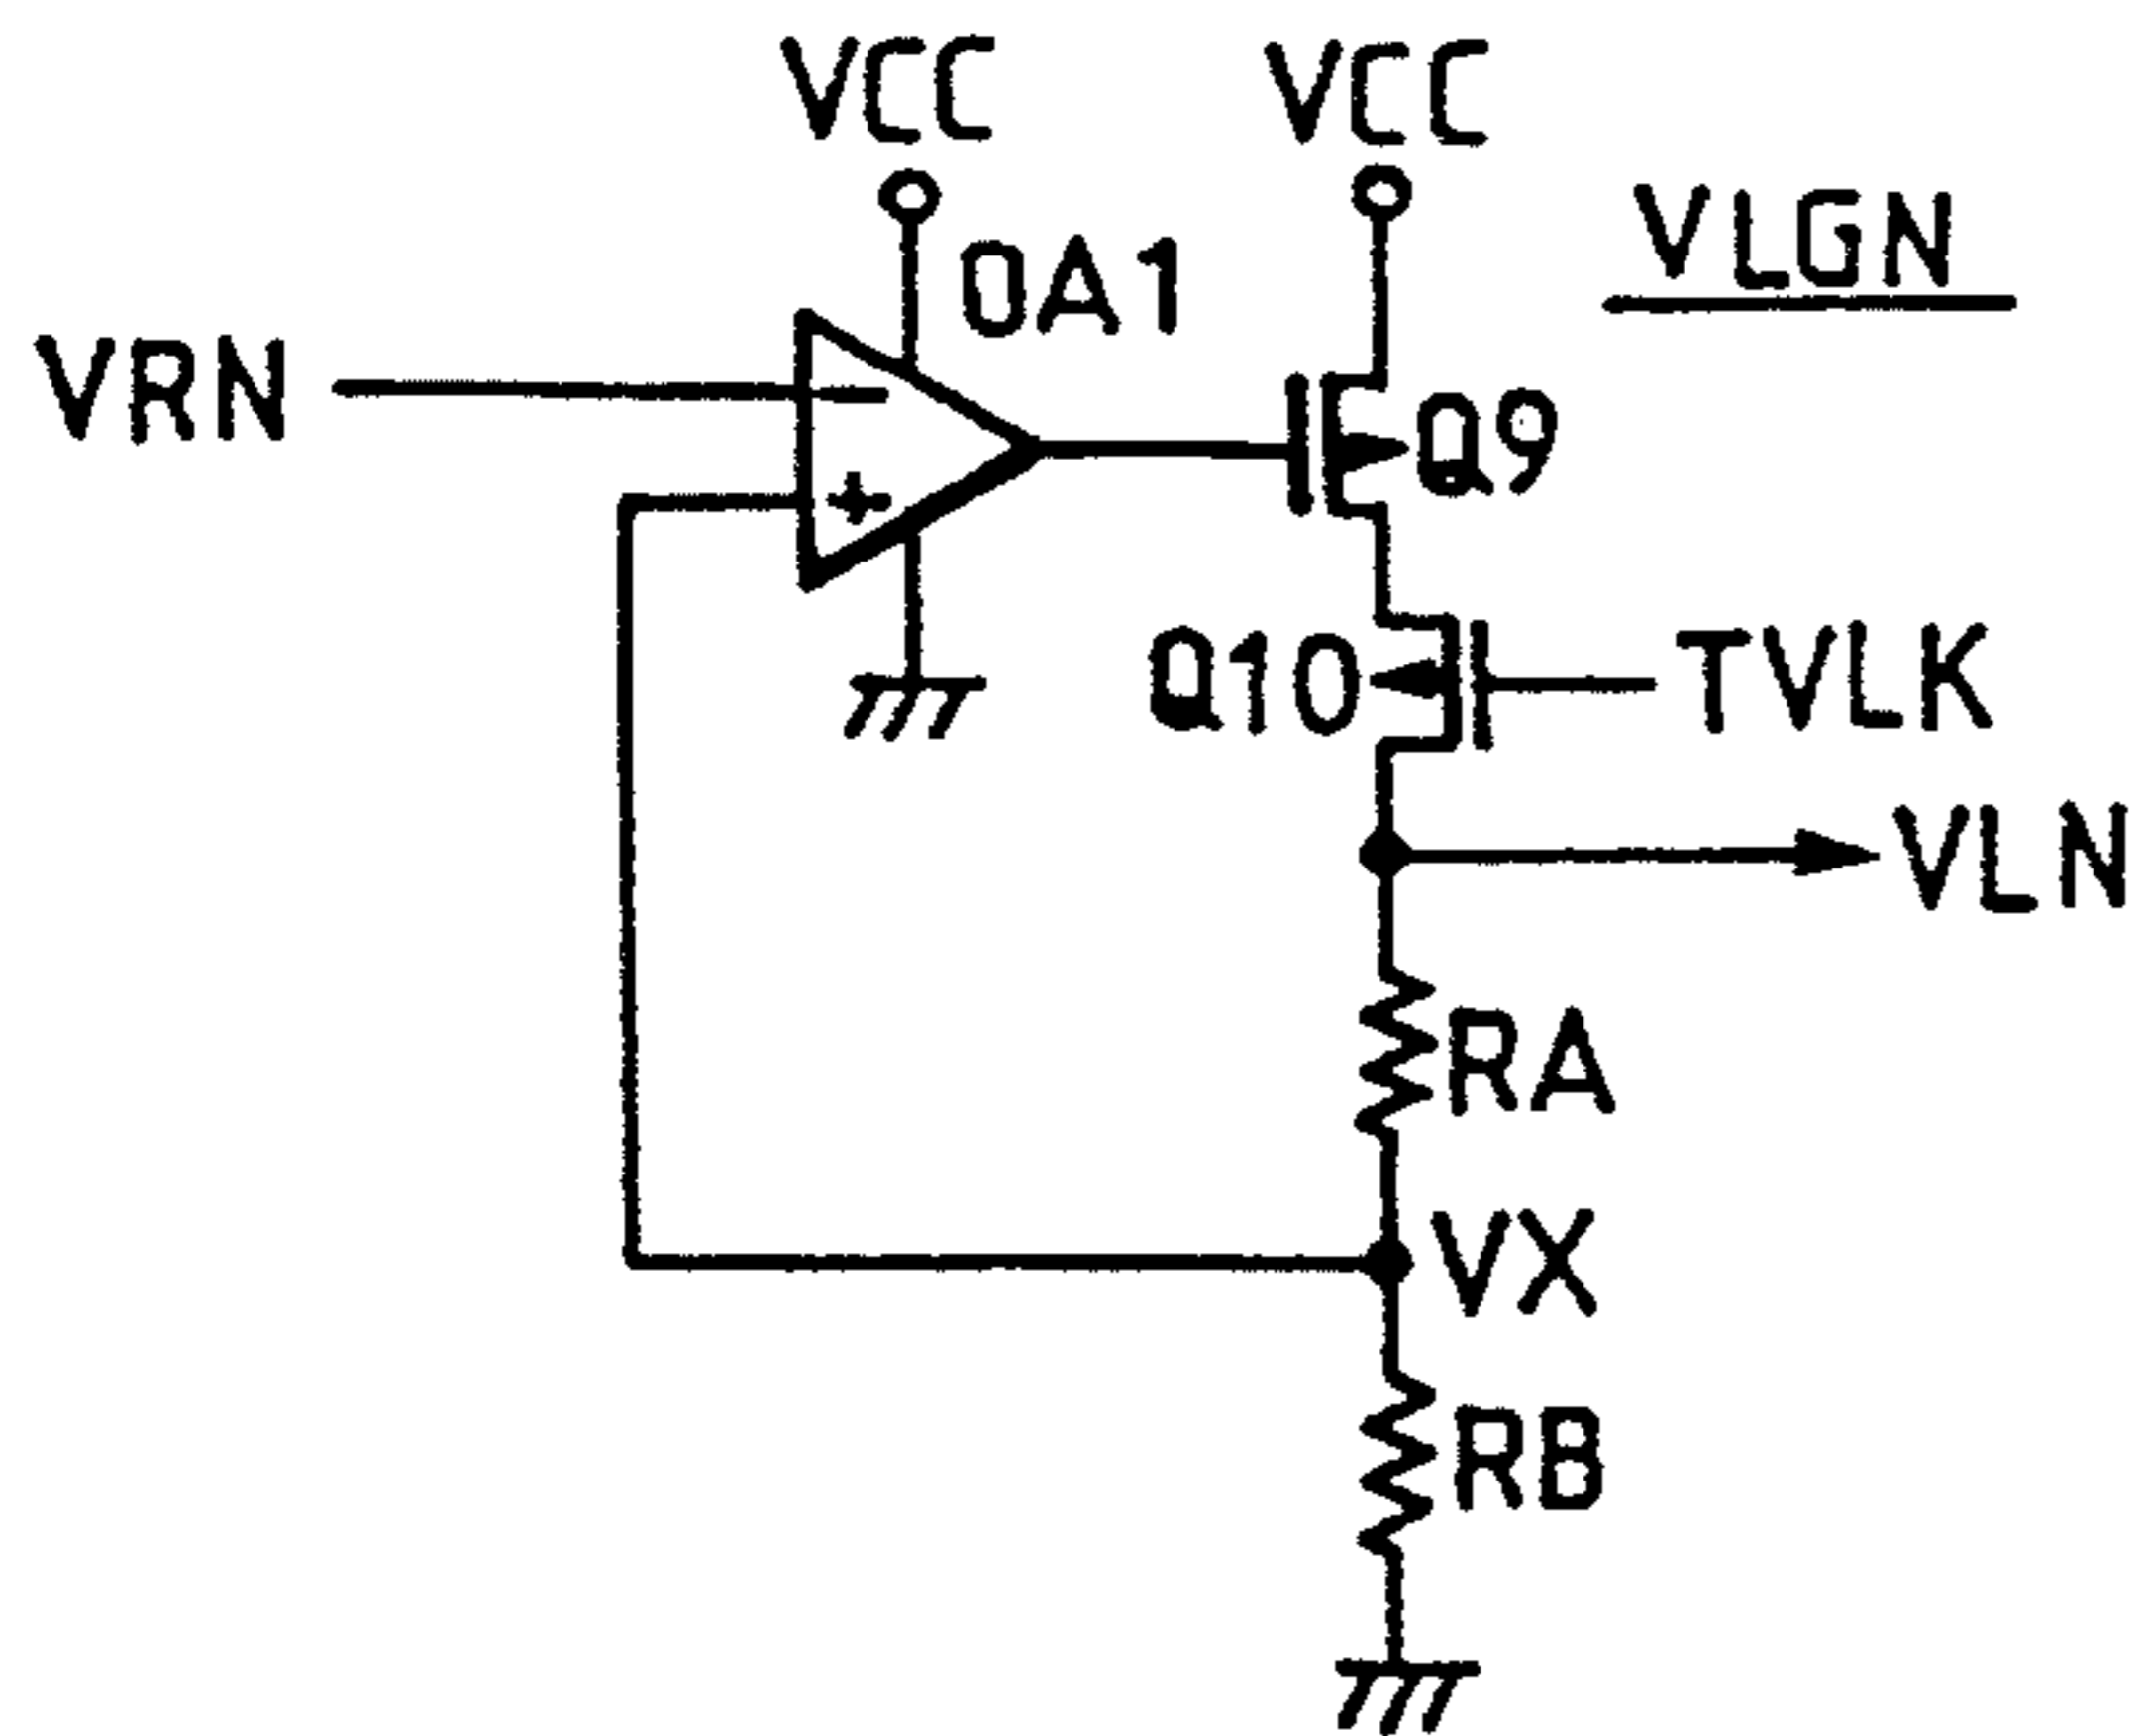 VCC
VCC
VLGN
OA1
VRN
-
Q9
+
Q10
TVLK
VLN
RA
VX
RB